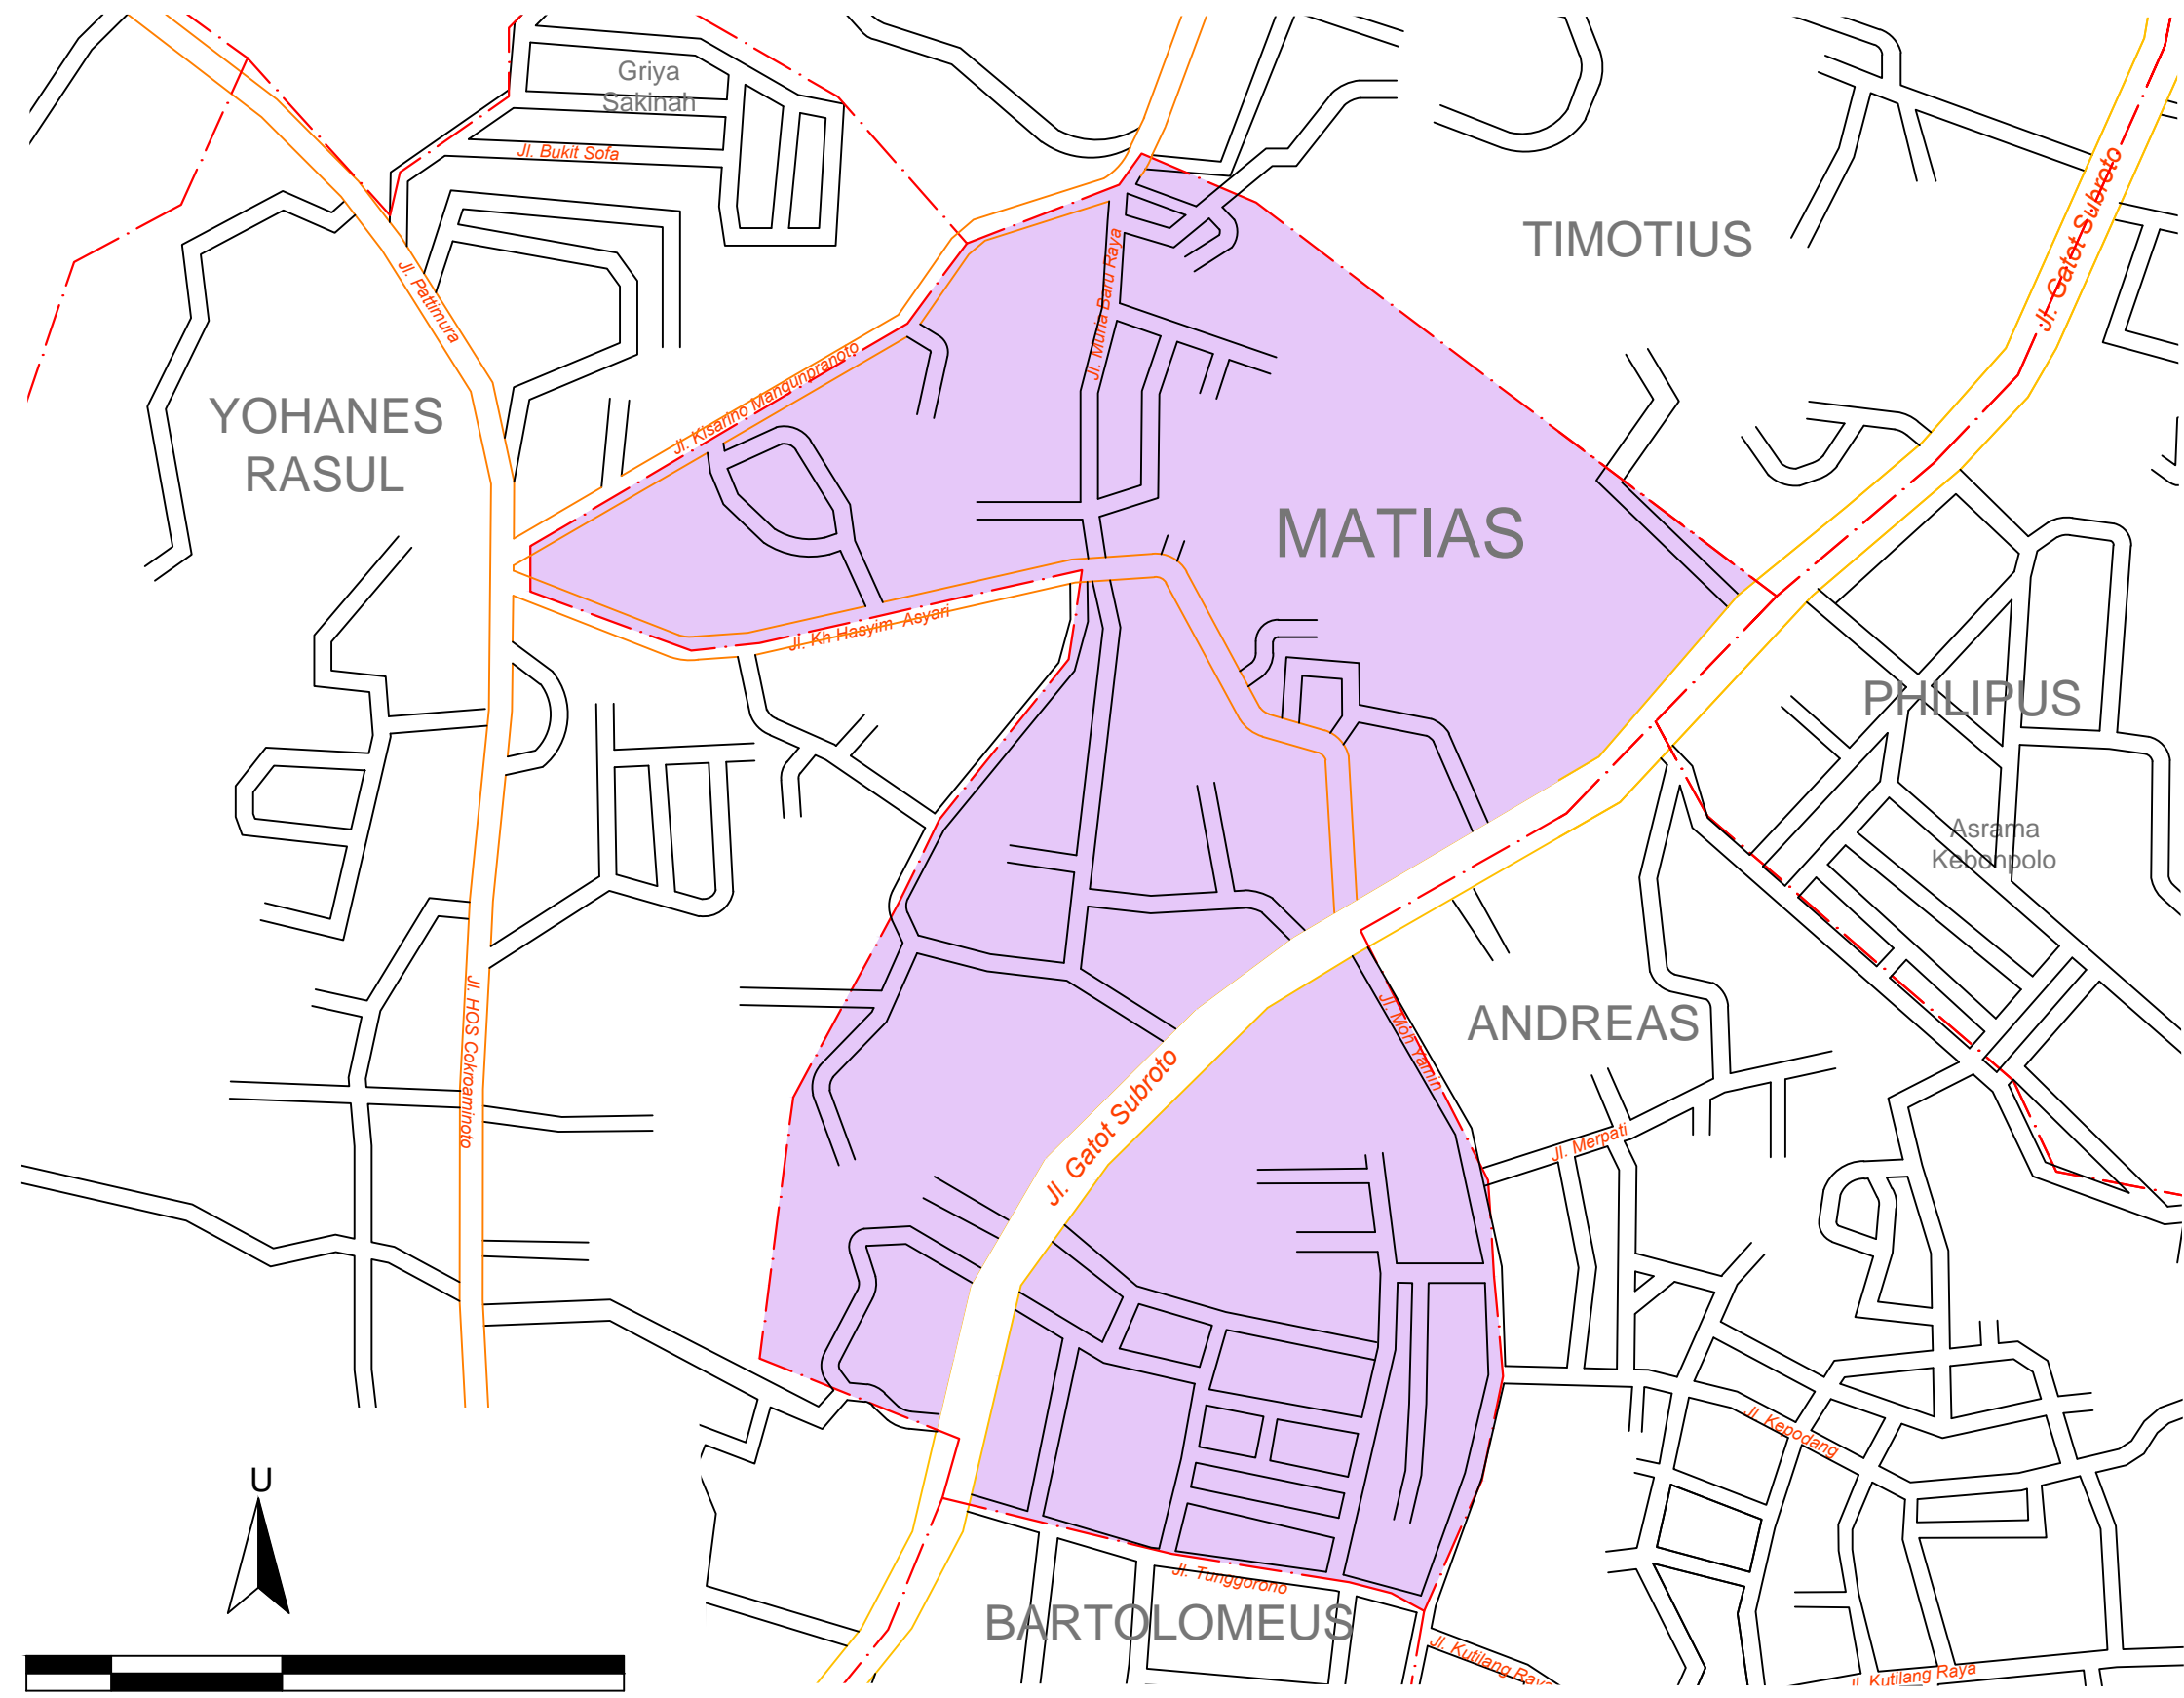 Griya
Sakinah
Jl. Bukit Sofa
TIMOTIUS
Jl. Gatot Subroto
Jl. Pattimura
Jl. Muria Baru Raya
Jl. KIsarino Mangunpranoto
YOHANES
RASUL
MATIAS
Jl. Kh Hasyim Asyari
PHILIPUS
Asrama
Kebonpolo
Jl. HOS Cokroaminoto
ANDREAS
Jl. Moh Yamin
Jl. Gatot Subroto
Jl. Merpati
Jl. Kepodang
U
Jl. Tunggorono
BARTOLOMEUS
Jl. Kutilang Raya
Jl. Kutilang Raya